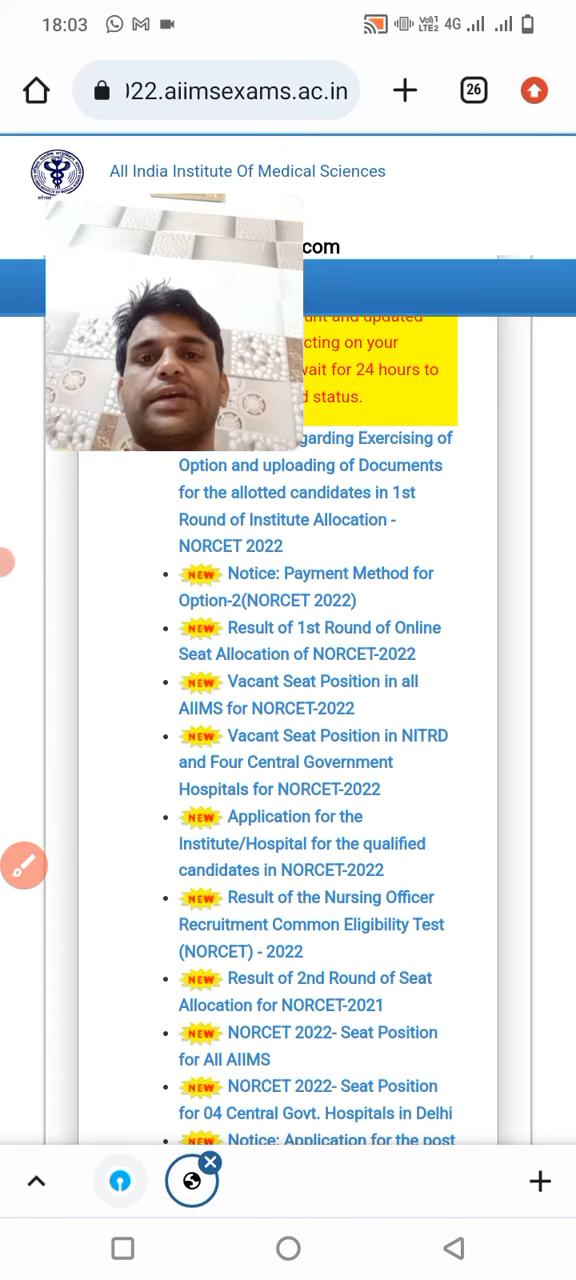 18:03
Vol) 1
LTE2
4G
)22.aiimsexams.ac.in
26
All India Institute Of Medical Sciences
com
unt and updated
cting on your
wait for 24 hours to
d status.
garding Exercising of
Option and uploading of Documents
for the allotted candidates in 1st
Round of Institute Allocation -
NORCET 2022
NEW Notice: Payment Method for
Option-2(NORCET 2022)
NEW Result of 1st Round of Online
Seat Allocation of NORCET-2022
NEW Vacant Seat Position in all
AIIMS for NORCET-2022
NEW Vacant Seat Position in NITRD
and Four Central Government
Hospitals for NORCET-2022
NEW Application for the
Institute/Hospital for the qualified
candidates in NORCET-2022
NEW Result of the Nursing Officer
Recruitment Common Eligibility Test
(NORCET) - 2022
NEW Result of 2nd Round of Seat
Allocation for NORCET-2021
NEW NORCET 2022- Seat Position
for All AIIMS
NEW NORCET 2022- Seat Position
for 04 Central Govt. Hospitals in Delhi
NEW Notice: Application for the post